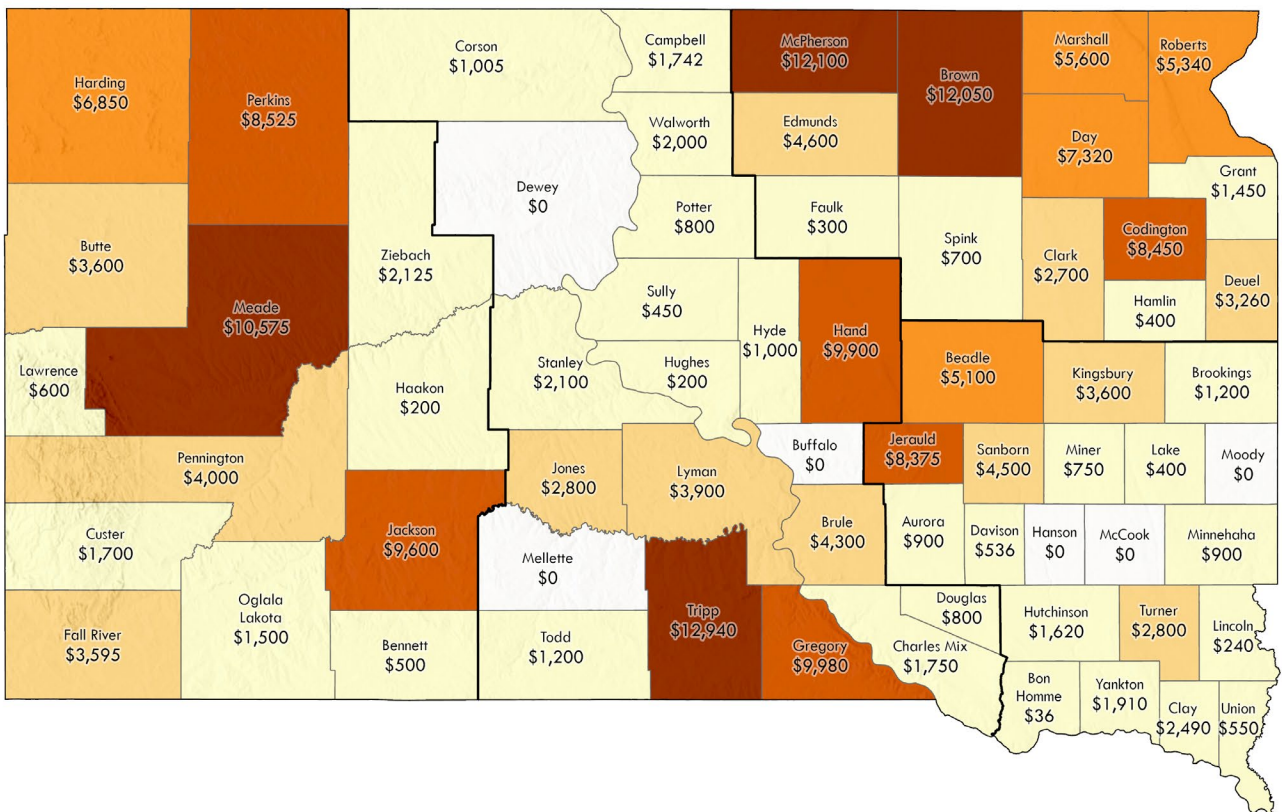 Harding
$6,850
Perkins
$8,525
Corson
$1,005
Campbell
$1,742
McPherson
$12,100
Brown
$12,050
Marshall
$5,600
Roberts
$5,340
Walworth
$2,000
Edmunds
$4,600
Day
$7,320
Grant
$1,450
Dewey
$0
Potter
$800
Faulk
$300
Spink
$700
Clark
$2,700
Codington
$8,450
Butte
$3,600
Ziebach
$2,125
Deuel
$3,260
Hamlin
$400
Meade
$10,575
Sully
$450
Hyde
$1,000
Hand
$9,900
Beadle
$5,100
Kingsbury
$3,600
Brookings
$1,200
Lawrence
$600
Haakon
$200
Stanley
$2,100
Hughes
$200
Pennington
$4,000
Jones
$2,800
Lyman
$3,900
Buffalo
$0
Jerauld
$8,375
Sanborn
$4,500
Miner
$750
Lake
$400
Moody
$0
Custer
$1,700
Jackson
$9,600
Mellette
$0
Brule
$4,300
Aurora
$900
Davison
$536
Hanson
$0
McCook
$0
Minnehaha
$900
Fall River
$3,595
Oglala
Lakota
$1,500
Bennett
$500
Todd
$1,200
Tripp
$12,940
Gregory
$9,980
Douglas
$800
Charles Mix
$1,750
Hutchinson
$1,620
Turner
$2,800
Lincoln
$240
Bon
Homme
$36
Yankton
$1,910
Clay
$2,490
Union
$550